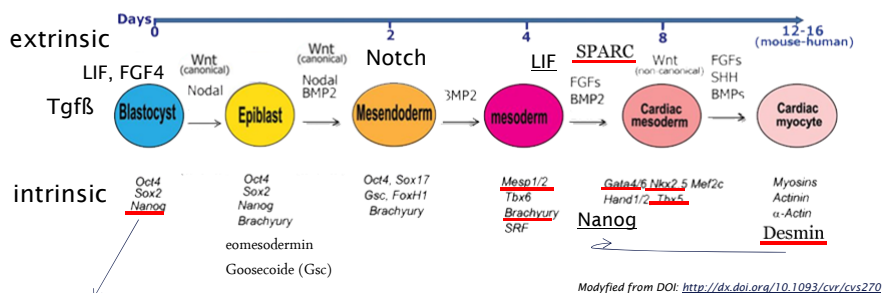 Days
0
2
4
8
12-16
(mouse-human)
extrinsic
LIF, FGF4
Tgfß
Wnt
(canonical)
Nodal
Wnt
(canonical)
Nodal
BMP2
Notch
BMP2
LIF
FGFs
BMP2
SPARC
Wnt
(non-canonical)
FGFs
SHH
BMPs
Blastocyst
Epiblast
Mesendoderm
mesoderm
Cardiac
mesoderm
Cardiac
myocyte
intrinsic
Oct4
Sox2
Nanog
Oct4
Sox2
Nanog
Brachyury
eomesodermin
Goosecoide (Gsc)
Oct4, Sox17
Gsc, FoxH1
Brachyury
Mesp1/2
Tbx6
Brachyury
SRF
Gata4/6 Nkx2.5 Mef2c
Hand1/2 Tbx5
Nanog
Myosins
Actinin
α-Actin
Desmin
Modyfied from DOI: http://dx.doi.org/10.1093/cvr/cvs270